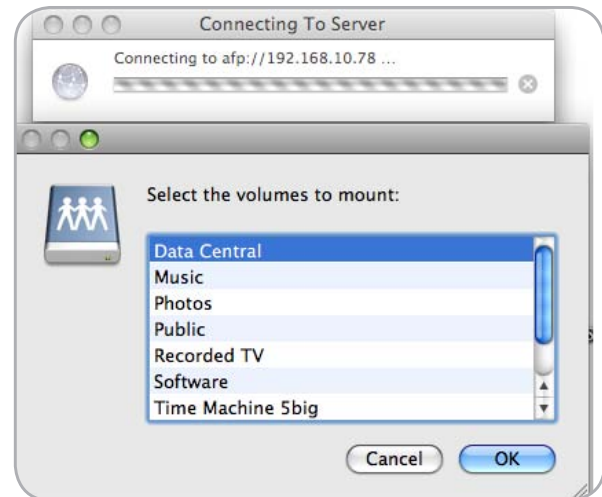 Connecting To Server
Connecting to afp://192.168.10.78 ...
Select the volumes to mount:
Data Central
Music
Photos
Public
Recorded TV
Software
Time Machine 5big
Cancel
OK